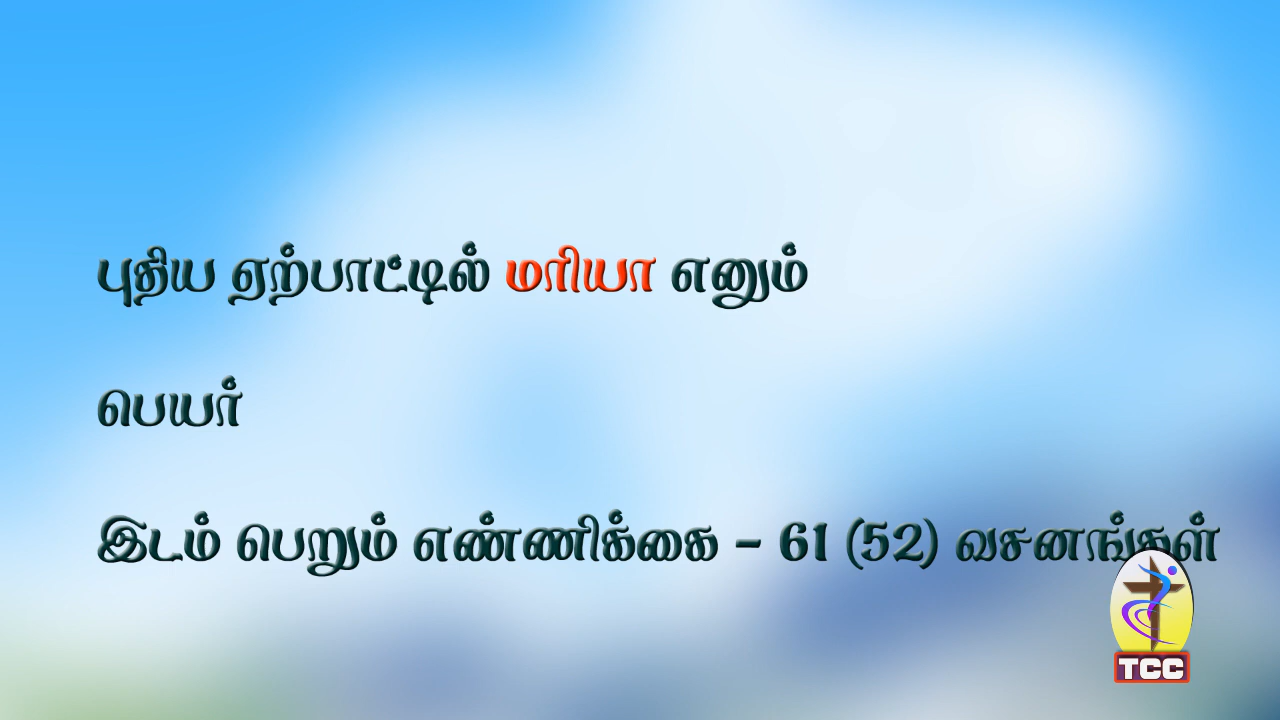 புதிய ஏற்பாட்டில் மரியா எனும்
பெயர்
இடம் பெறும் எண்ணிக்கை - 61 (52) வசனங்கள்
TCC